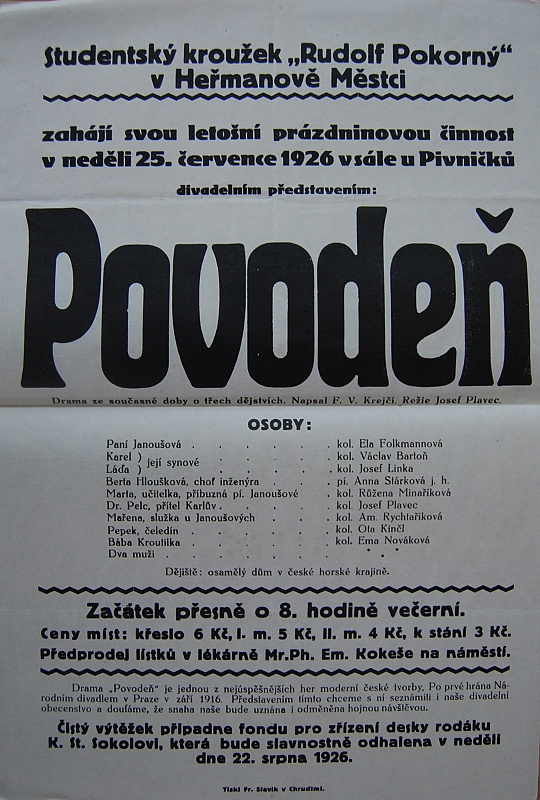 Studentský kroužek „Rudolf Pokorný“
v Heřmanově Městci
zahájí svou letošní prázdninovou činnost
v neděli 25. července 1926 v sále u Pivničků
divadelním představením:
Povodeň
Drama ze současné doby o třech dějstvích. Napsal F. V. Krejčí. Režie Josef Plavec.
OSOBY:
Paní Janoušová . . . . . . kol. Ela Folkmannová
Karel ) její synové . . . . . kol. Václav Bartoň
Láďa ) . . . . . kol. Josef Linka
Berta Hloušková, choť inženýra . . . pí. Anna Stárková j. h.
Marta, učitelka, příbuzná pí. Janoušové . kol. Růžena Minaříková
Dr. Pelc, přítel Karlův . . . . . kol. Josef Plavec
Mařena, služka u Janoušových . . . kol. Am. Rychtaříková
Pepek, čeledín . . . . . . kol. Ota Kinčl
Bába Kroutilka . . . . . . kol. Ema Nováková
Dva muži . . . . . . * * *
Dějiště: osamělý dům v české horské krajině.
Začátek přesně o 8. hodině večerní.
Ceny míst: křeslo 6 Kč, I. m. 5 Kč, II. m. 4 Kč, k stání 3 Kč.
Předprodej lístků v lékárně Mr. Ph. Em. Kokeše na náměstí.
Drama „Povodeň“ je jednou z nejúspěšnějších her moderní české tvorby. Po prvé hrána Ná-
rodním divadlem v Praze v září 1916. Představením tímto chceme s ní seznámiti i naše divadelní
obecenstvo a doufáme, že snaha naše bude uznána i odměněna hojnou návštěvou.
Čistý výtěžek připadne fondu pro zřízení desky rodáku
K. St. Sokolovi, která bude slavnostně odhalena v neděli
dne 22. srpna 1926.
Tiskl Fr. Slavík v Chrudimi.